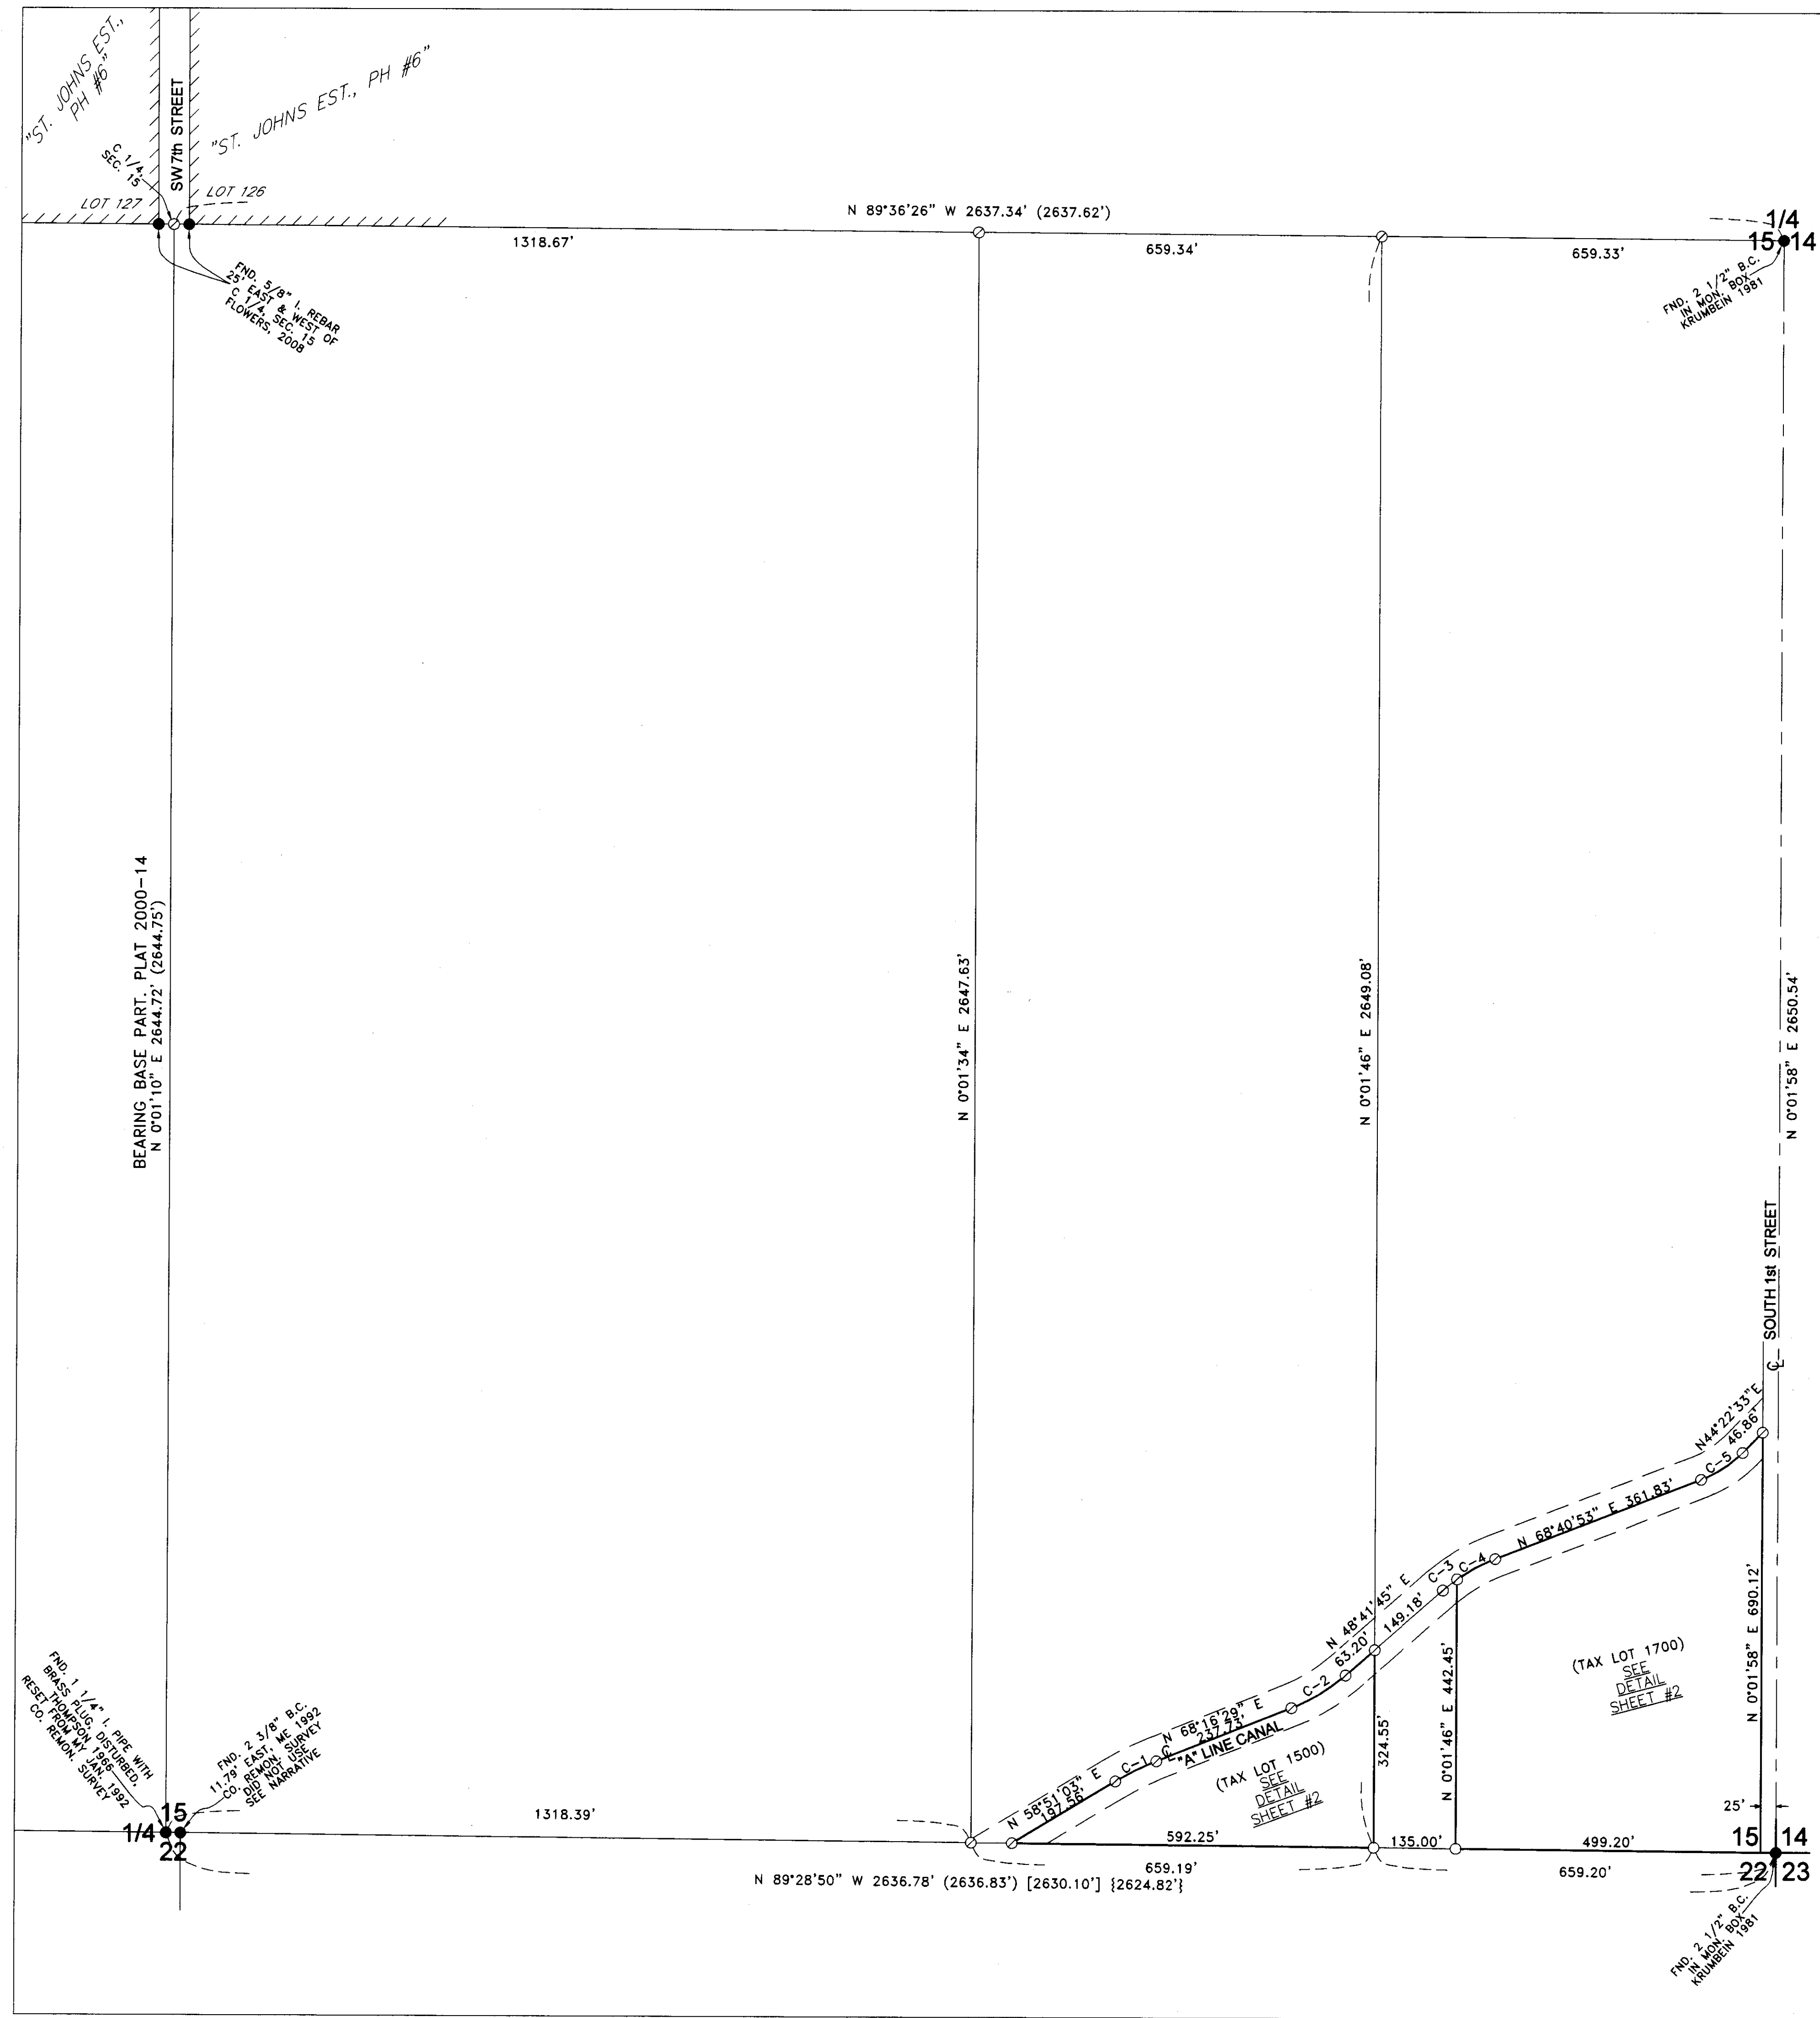 "ST. JOHNS EST.,
PH #6"
SW 7th STREET
"ST. JOHNS EST., PH #6"
C 1/4,
SEC. 15
LOT 127
LOT 126
N 89°36'26" W 2637.34' (2637.62')
1318.67'
659.34'
659.33'
1/4
15 14
FND. 5/8" I. REBAR
25' EAST & WEST OF
C 1/4, SEC. 15
FLOWERS, 2008
FND. 2 1/2" B.C.
IN MON. BOX
KRUMBEIN 1981
BEARING BASE PART. PLAT 2000-14
N 0°01'10" E 2644.72' (2644.75')
N 0°01'34" E 2647.63'
N 0°01'46" E 2649.08'
N 0°01'58" E 2650.54'
SOUTH 1st STREET
CL
N44°22'33"E
46.86'
C-5
N 68°40'53" E 361.83'
C-4
C-3
149.18'
N 48°41'45" E
63.20'
C-2
N 68°16'29" E
237.73'
CL
"A" LINE CANAL
C-1
N 58°51'03" E
197.56'
(TAX LOT 1500)
SEE
DETAIL
SHEET #2
324.55'
N 0°01'46" E 442.45'
(TAX LOT 1700)
SEE
DETAIL
SHEET #2
N 0°01'58" E 690.12'
25'
FND. 1 1/4" I. PIPE WITH
BRASS PLUG, DISTURBED.
THOMPSON 1966
RESET FROM MY JAN. 1992
CO. REMON. SURVEY
FND. 2 3/8" B.C.
11.79' EAST, ME 1992
CO. REMON. SURVEY
DID NOT USE
SEE NARRATIVE
15
1/4
22
1318.39'
592.25'
135.00'
499.20'
15 14
22 23
659.19'
659.20'
N 89°28'50" W 2636.78' (2636.83') [2630.10'] {2624.82'}
FND. 2 1/2" B.C.
IN MON. BOX
KRUMBEIN 1981